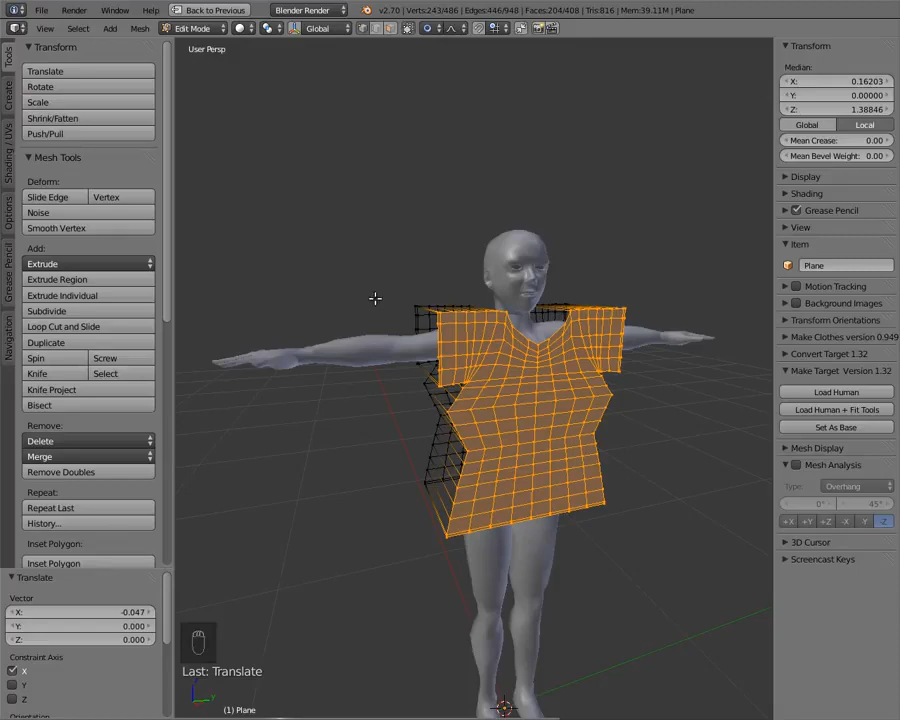 File Render Window Help Back to Previous Blender Render v2.70 | Verts:243/486 | Edges:446/948 | Faces:204/408 | Tris:816 | Mem:39.11M | Plane
View Select Add Mesh Edit Mode Global
Tools
Create
Shading / UVs
Options
Grease Pencil
Navigation
Transform
Translate
Rotate
Scale
Shrink/Fatten
Push/Pull
Mesh Tools
Deform:
Slide Edge Vertex
Noise
Smooth Vertex
Add:
Extrude
Extrude Region
Extrude Individual
Subdivide
Loop Cut and Slide
Duplicate
Spin Screw
Knife Select
Knife Project
Bisect
Remove:
Delete
Merge
Remove Doubles
Repeat:
Repeat Last
History...
Inset Polygon:
Inset Polygon
Translate
Vector
X: -0.047
Y: 0.000
Z: 0.000
Constraint Axis
X
Y
Z
Orientation
User Persp
Last: Translate
(1) Plane
Transform
Median:
X: 0.16203
Y: 0.00000
Z: 1.38846
Global Local
Mean Crease: 0.00
Mean Bevel Weight: 0.00
Display
Shading
Grease Pencil
View
Item
Plane
Motion Tracking
Background Images
Transform Orientations
Make Clothes version 0.949
Convert Target 1.32
Make Target Version 1.32
Load Human
Load Human + Fit Tools
Set As Base
Mesh Display
Mesh Analysis
Type: Overhang
0° 45°
+X +Y +Z -X -Y -Z
3D Cursor
Screencast Keys